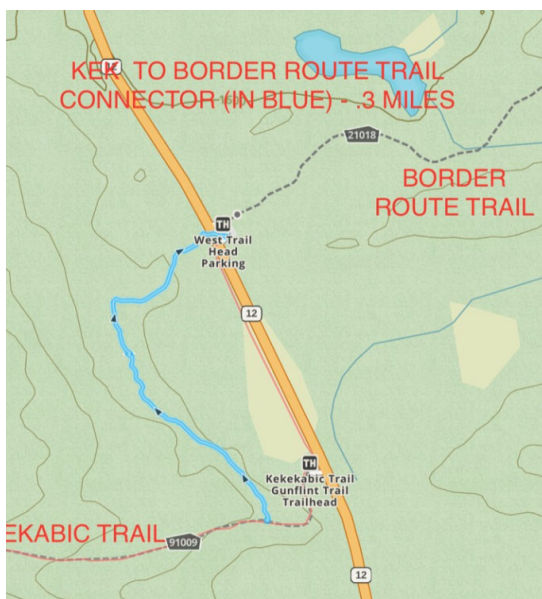 KEK TO BORDER ROUTE TRAIL
CONNECTOR (IN BLUE) - .3 MILES
21018
BORDER
ROUTE TRAIL
TH
West Trail
Head
Parking
12
TH
Kekekabic Trail
Gunflint Trail
Trailhead
EKABIC TRAIL
91009
12